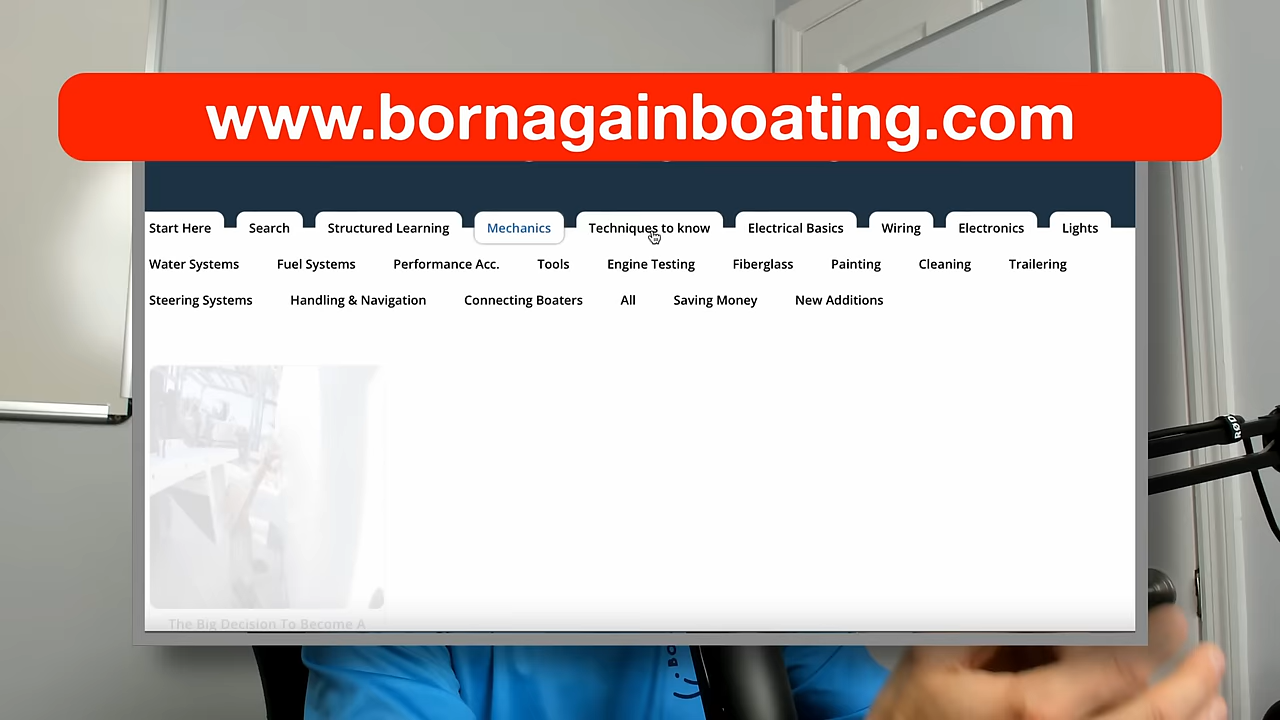 www.bornagainboating.com
Start Here Search Structured Learning Mechanics Techniques to know Electrical Basics Wiring Electronics Lights
Water Systems Fuel Systems Performance Acc. Tools Engine Testing Fiberglass Painting Cleaning Trailering
Steering Systems Handling & Navigation Connecting Boaters All Saving Money New Additions
The Big Decision To Become A
RØD
BO